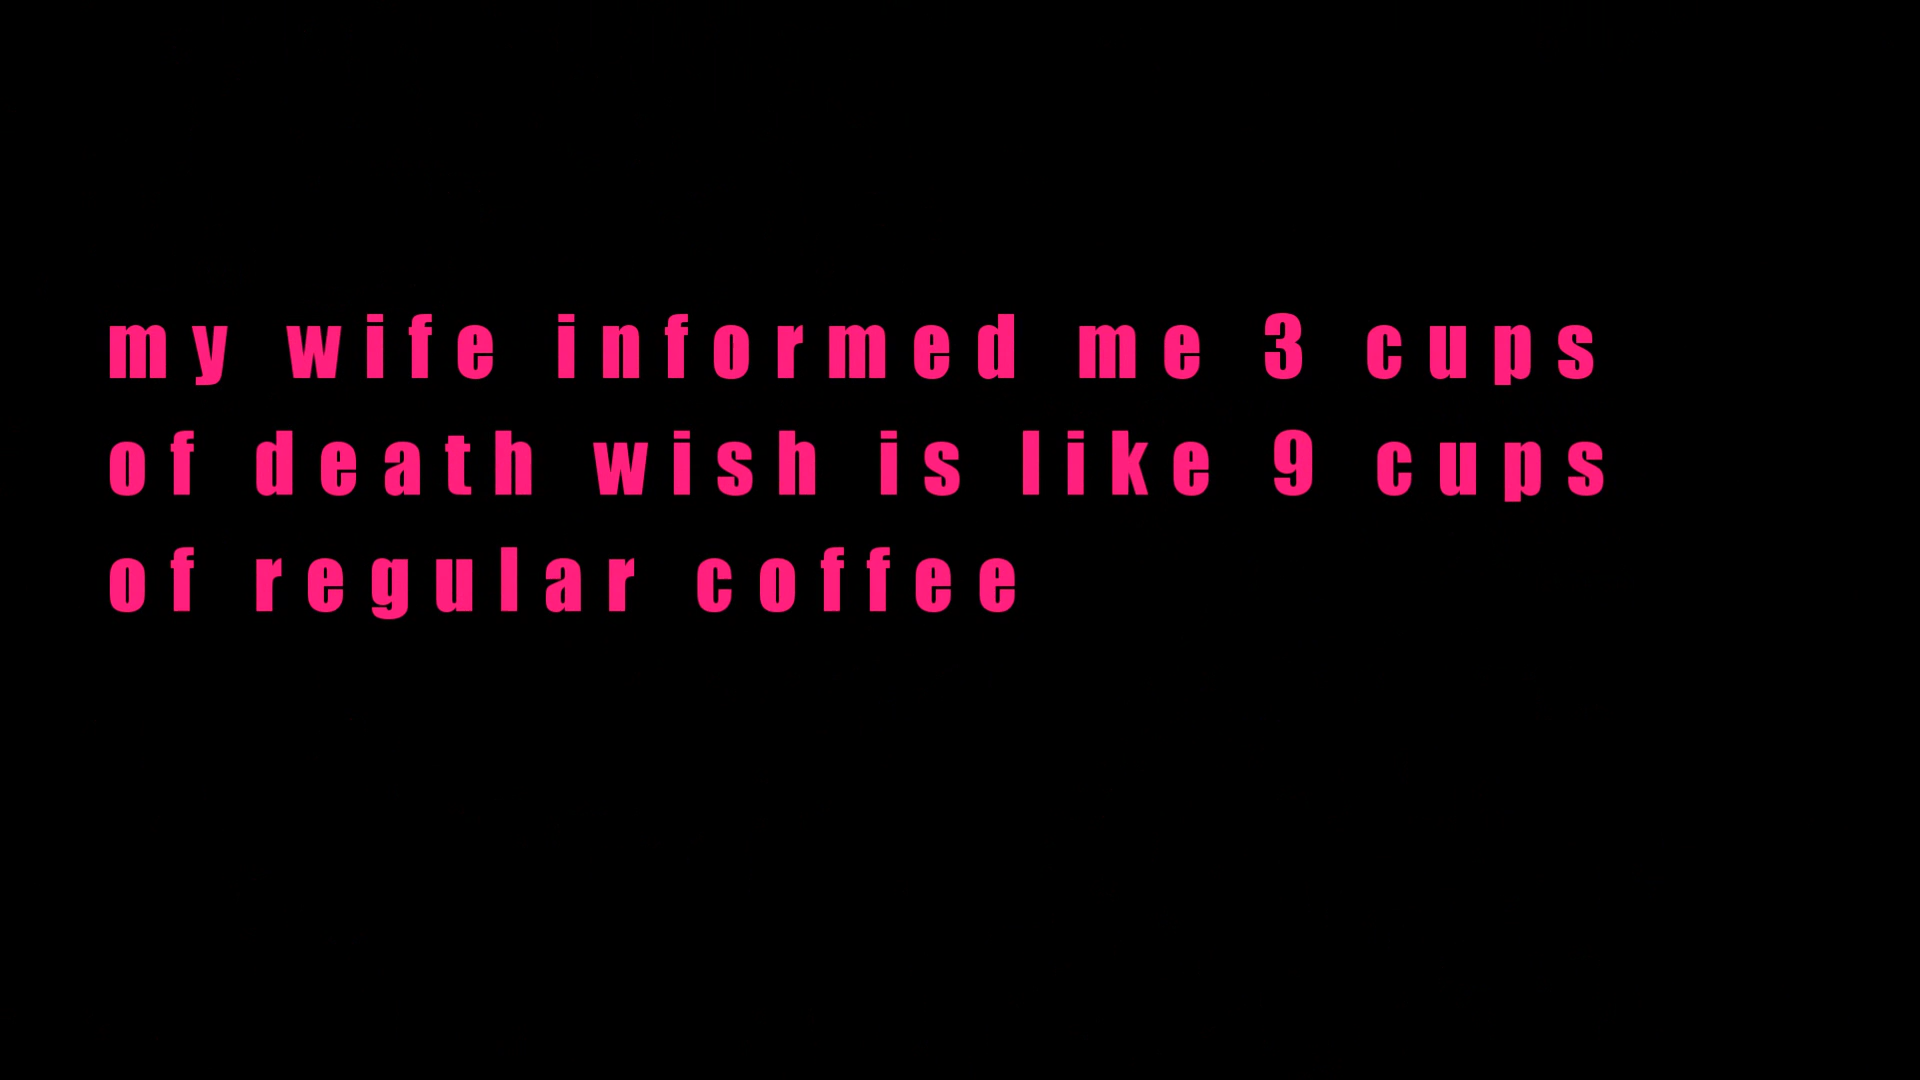 my wife informed me 3 cups
of death wish is like 9 cups
of regular coffee